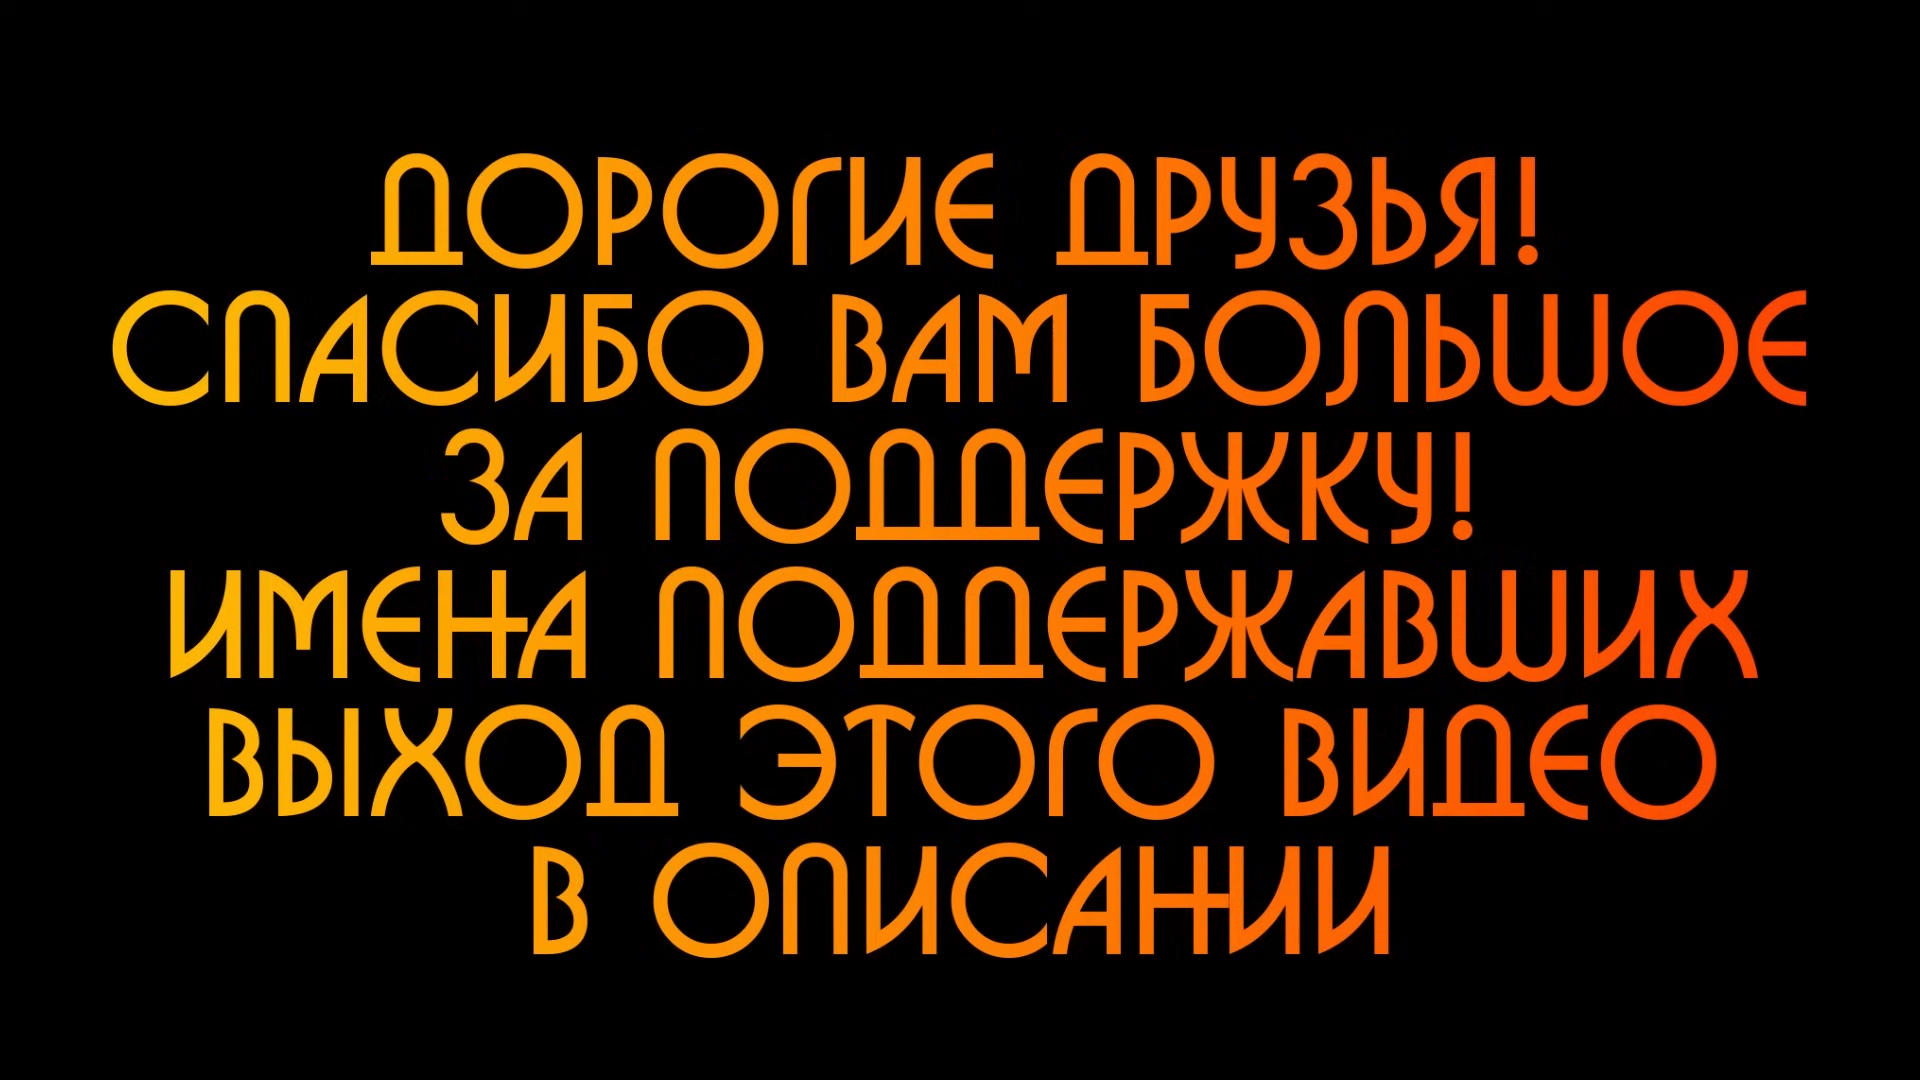 ДОРОГИЕ ДРУЗЬЯ!
СПАСИБО ВАМ БОЛЬШОЕ
ЗА ПОДДЕРЖКУ!
ИМЕНА ПОДДЕРЖАВШИХ
ВЫХОД ЭТОГО ВИДЕО
В ОПИСАНИИ